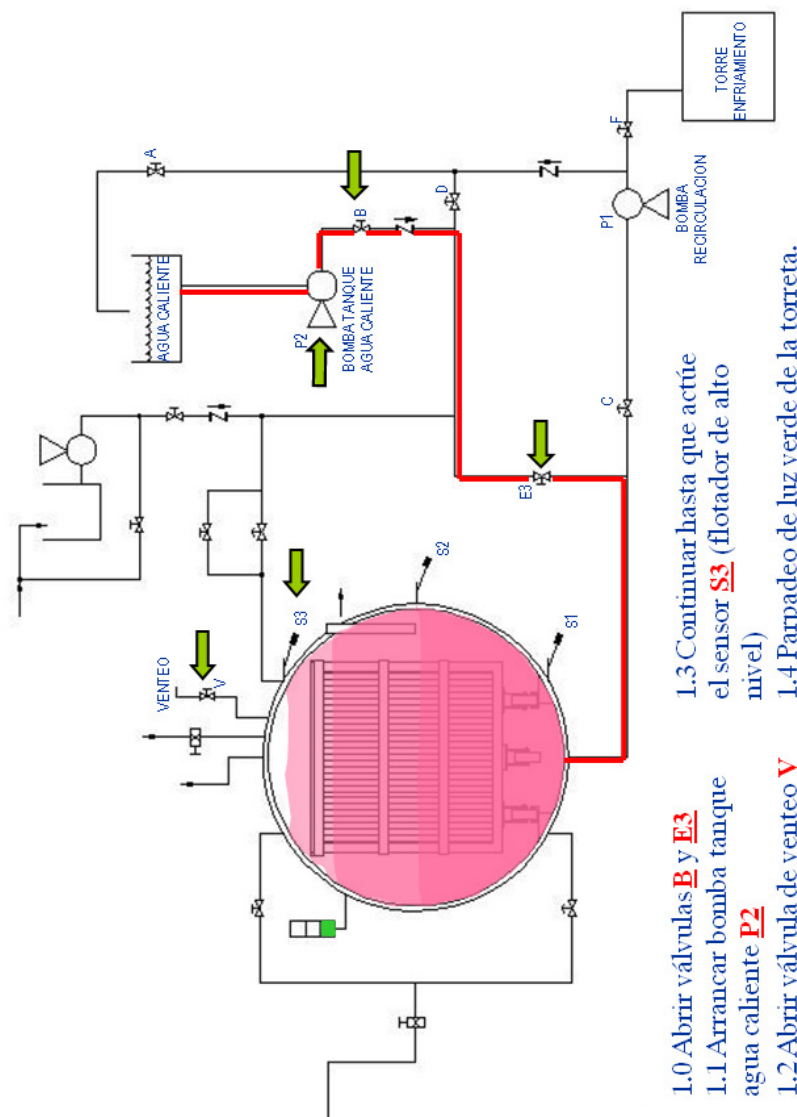 TORRE
ENFRIAMIENTO
F
A
D
B
P1
BOMBA
RECIRCULACION
AGUA CALIENTE
P2
BOMBA TANQUE
AGUA CALIENTE
C
E3
S2
S3
S1
VENTEO
V
1.0 Abrir válvulas B y E3
1.1 Arrancar bomba tanque
agua caliente P2
1.2 Abrir válvula de venteo V
1.3 Continuar hasta que actúe
el sensor S3 (flotador de alto
nivel)
1.4 Parpadeo de luz verde de la torreta.